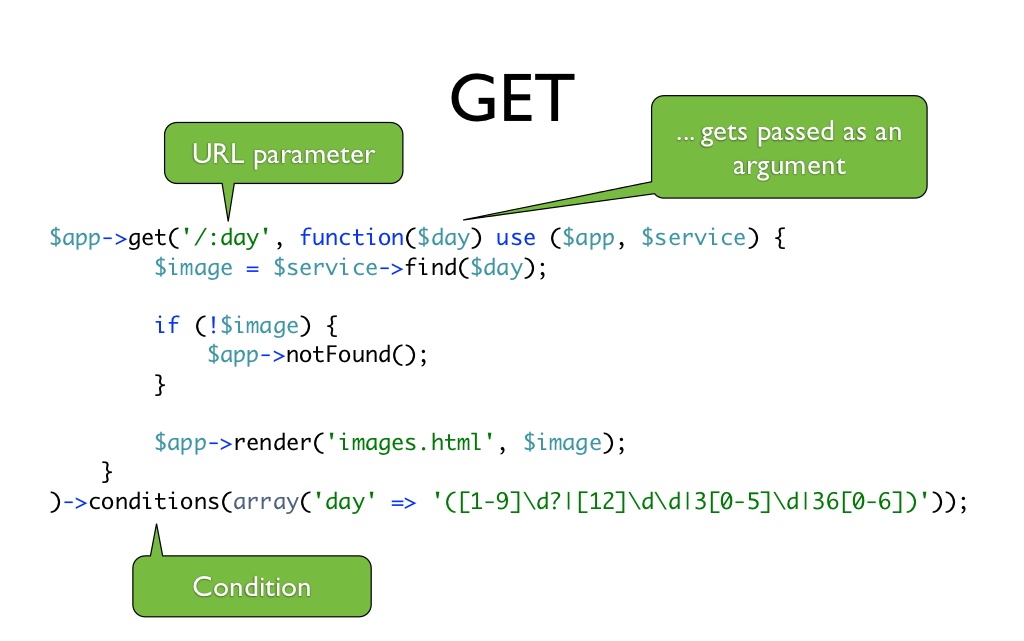 GET
URL parameter
... gets passed as an
argument
$app->get('/:day', function($day) use ($app, $service) {
$image = $service->find($day);
if (!$image) {
$app->notFound();
}
$app->render('images.html', $image);
}
)->conditions(array('day' => '([1-9]\d?|[12]\d\d|3[0-5]\d|36[0-6])'));
Condition